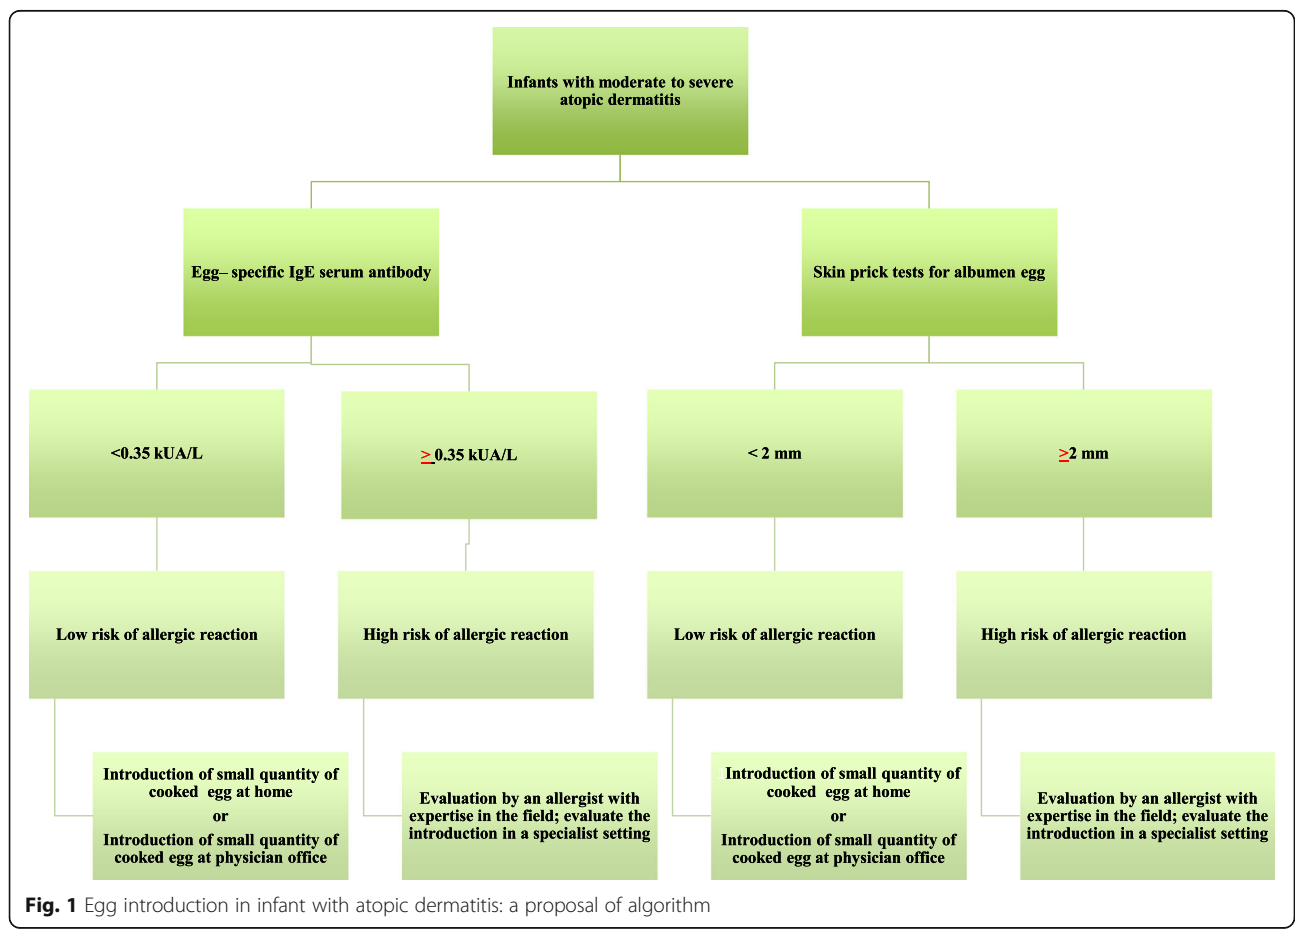 Infants with moderate to severe
atopic dermatitis
Egg– specific IgE serum antibody
Skin prick tests for albumen egg
<0.35 kUA/L
≥ 0.35 kUA/L
< 2 mm
≥2 mm
Low risk of allergic reaction
High risk of allergic reaction
Low risk of allergic reaction
High risk of allergic reaction
Introduction of small quantity of
cooked egg at home
or
Introduction of small quantity of
cooked egg at physician office
Evaluation by an allergist with
expertise in the field; evaluate the
introduction in a specialist setting
Introduction of small quantity of
cooked egg at home
or
Introduction of small quantity of
cooked egg at physician office
Evaluation by an allergist with
expertise in the field; evaluate the
introduction in a specialist setting
Fig. 1 Egg introduction in infant with atopic dermatitis: a proposal of algorithm